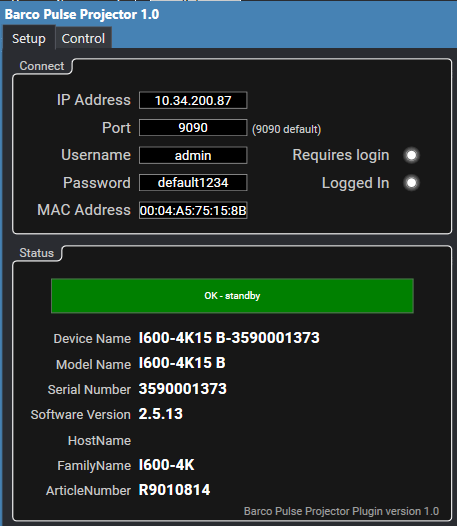 Barco Pulse Projector 1.0
Setup Control
Connect
IP Address 10.34.200.87
Port 9090 (9090 default)
Username admin Requires login
Password default1234 Logged In
MAC Address 00:04:A5:75:15:8B
Status
OK - standby
Device Name I600-4K15 B-3590001373
Model Name I600-4K15 B
Serial Number 3590001373
Software Version 2.5.13
HostName
FamilyName I600-4K
ArticleNumber R9010814
Barco Pulse Projector Plugin version 1.0